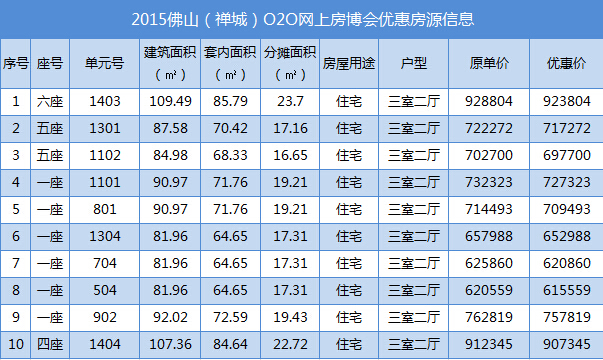 2015佛山（禅城）O2O网上房博会优惠房源信息
序号 座号 单元号 建筑面积（㎡） 套内面积（㎡） 分摊面积（㎡） 房屋用途 户型 原单价 优惠价
1 六座 1403 109.49 85.79 23.7 住宅 三室二厅 928804 923804
2 五座 1301 87.58 70.42 17.16 住宅 三室二厅 722272 717272
3 五座 1102 84.98 68.33 16.65 住宅 三室二厅 702700 697700
4 一座 1101 90.97 71.76 19.21 住宅 三室二厅 732323 727323
5 一座 801 90.97 71.76 19.21 住宅 三室二厅 714493 709493
6 一座 1304 81.96 64.65 17.31 住宅 三室二厅 657988 652988
7 一座 704 81.96 64.65 17.31 住宅 三室二厅 625860 620860
8 一座 504 81.96 64.65 17.31 住宅 三室二厅 620559 615559
9 一座 902 92.02 72.59 19.43 住宅 三室二厅 762819 757819
10 四座 1404 107.36 84.64 22.72 住宅 三室二厅 912345 907345